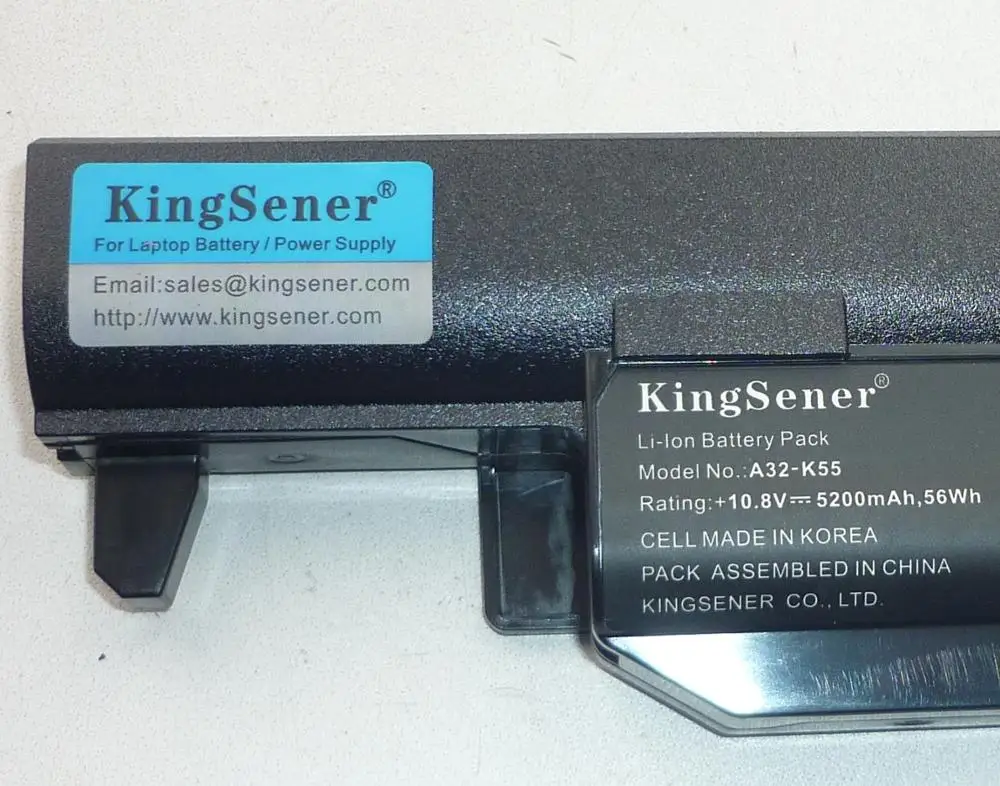 KingSener®
For Laptop Battery / Power Supply
Email:sales@kingsener.com
http://www.kingsener.com
KingSener®
Li-Ion Battery Pack
Model No.:A32-K55
Rating:+10.8V⎓5200mAh,56Wh
CELL MADE IN KOREA
PACK ASSEMBLED IN CHINA
KINGSENER CO., LTD.